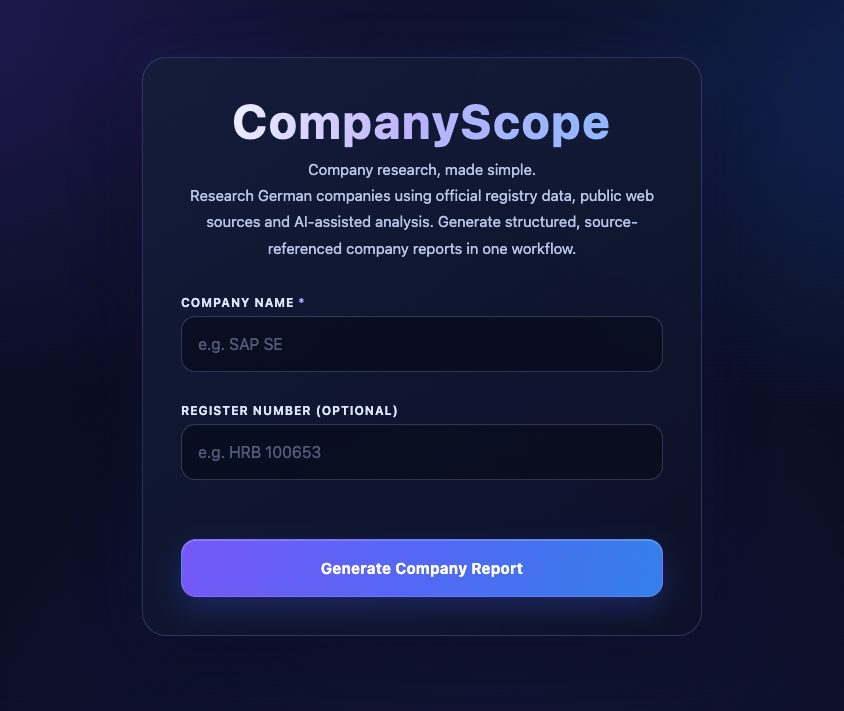 CompanyScope
Company research, made simple.
Research German companies using official registry data, public web
sources and AI-assisted analysis. Generate structured, source-
referenced company reports in one workflow.
COMPANY NAME *
e.g. SAP SE
REGISTER NUMBER (OPTIONAL)
e.g. HRB 100653
Generate Company Report